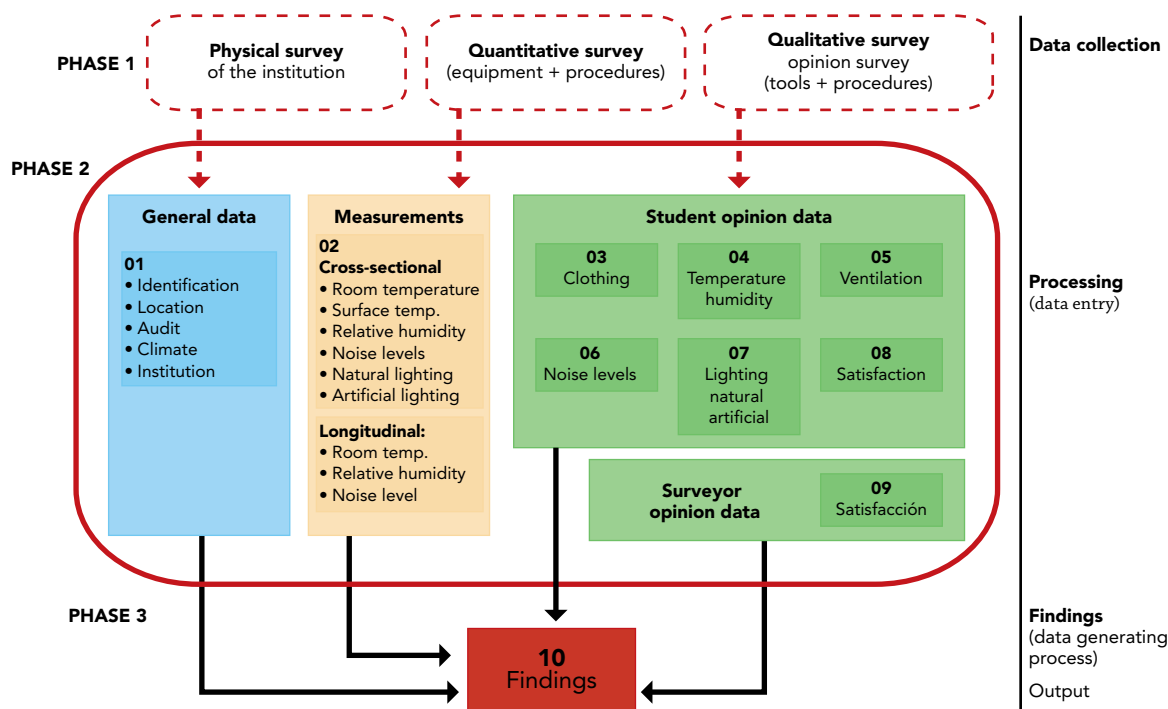 PHASE 1
Physical survey
of the institution
Quantitative survey
(equipment + procedures)
Qualitative survey
opinion survey
(tools + procedures)
Data collection
PHASE 2
General data
01
• Identification
• Location
• Audit
• Climate
• Institution
Measurements
02
Cross-sectional
• Room temperature
• Surface temp.
• Relative humidity
• Noise levels
• Natural lighting
• Artificial lighting
Longitudinal:
• Room temp.
• Relative humidity
• Noise level
Student opinion data
03
Clothing
04
Temperature
humidity
05
Ventilation
06
Noise levels
07
Lighting
natural
artificial
08
Satisfaction
Surveyor
opinion data
09
Satisfacción
Processing
(data entry)
PHASE 3
10
Findings
Findings
(data generating
process)
Output